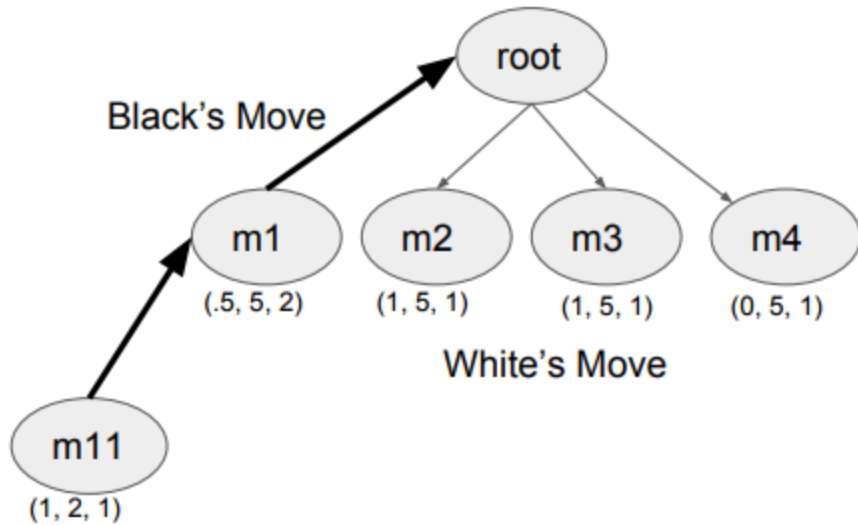 root
Black's Move
m1
m2
m3
m4
(.5, 5, 2)
(1, 5, 1)
(1, 5, 1)
(0, 5, 1)
White's Move
m11
(1, 2, 1)